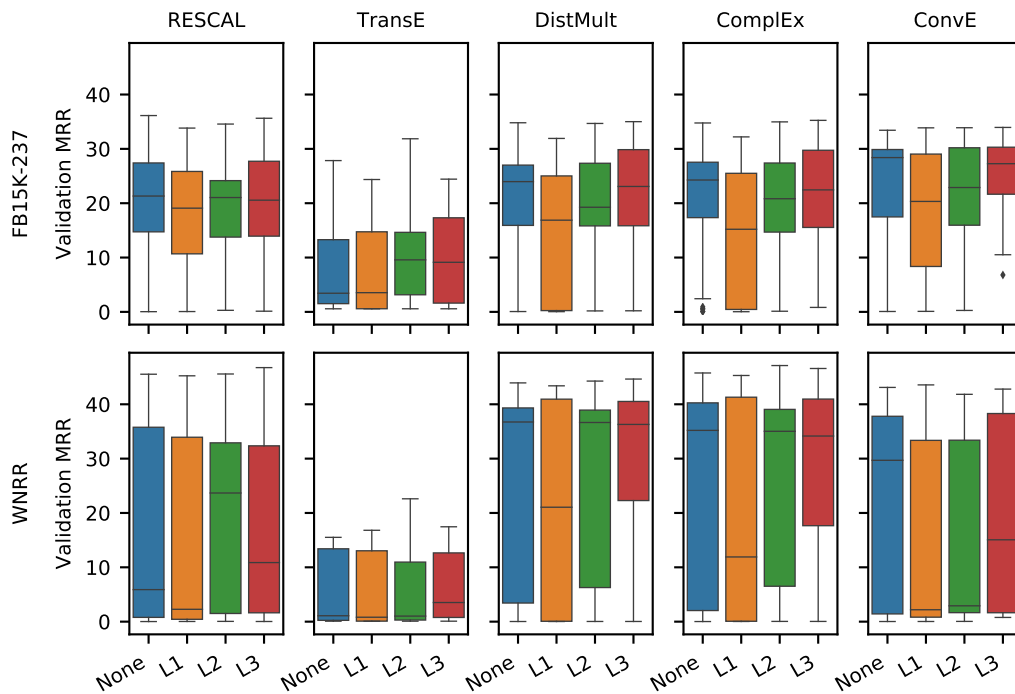 RESCAL TransE DistMult ComplEx ConvE
FB15K-237
Validation MRR
40
30
20
10
0
WNRR
Validation MRR
40
30
20
10
0
None L1 L2 L3 None L1 L2 L3 None L1 L2 L3 None L1 L2 L3 None L1 L2 L3